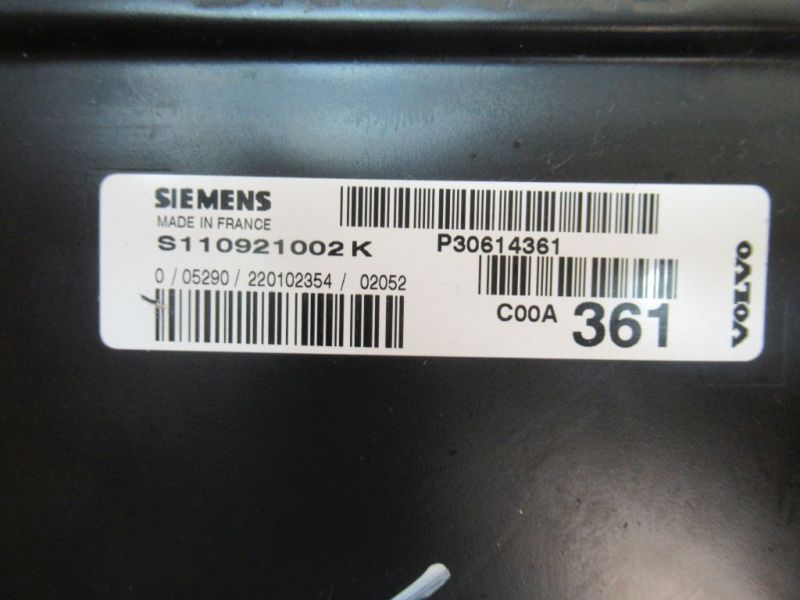 SIEMENS
MADE IN FRANCE
S110921002 K
P30614361
0 / 05290 / 220102354 / 02052
C00A 361
VOLVO